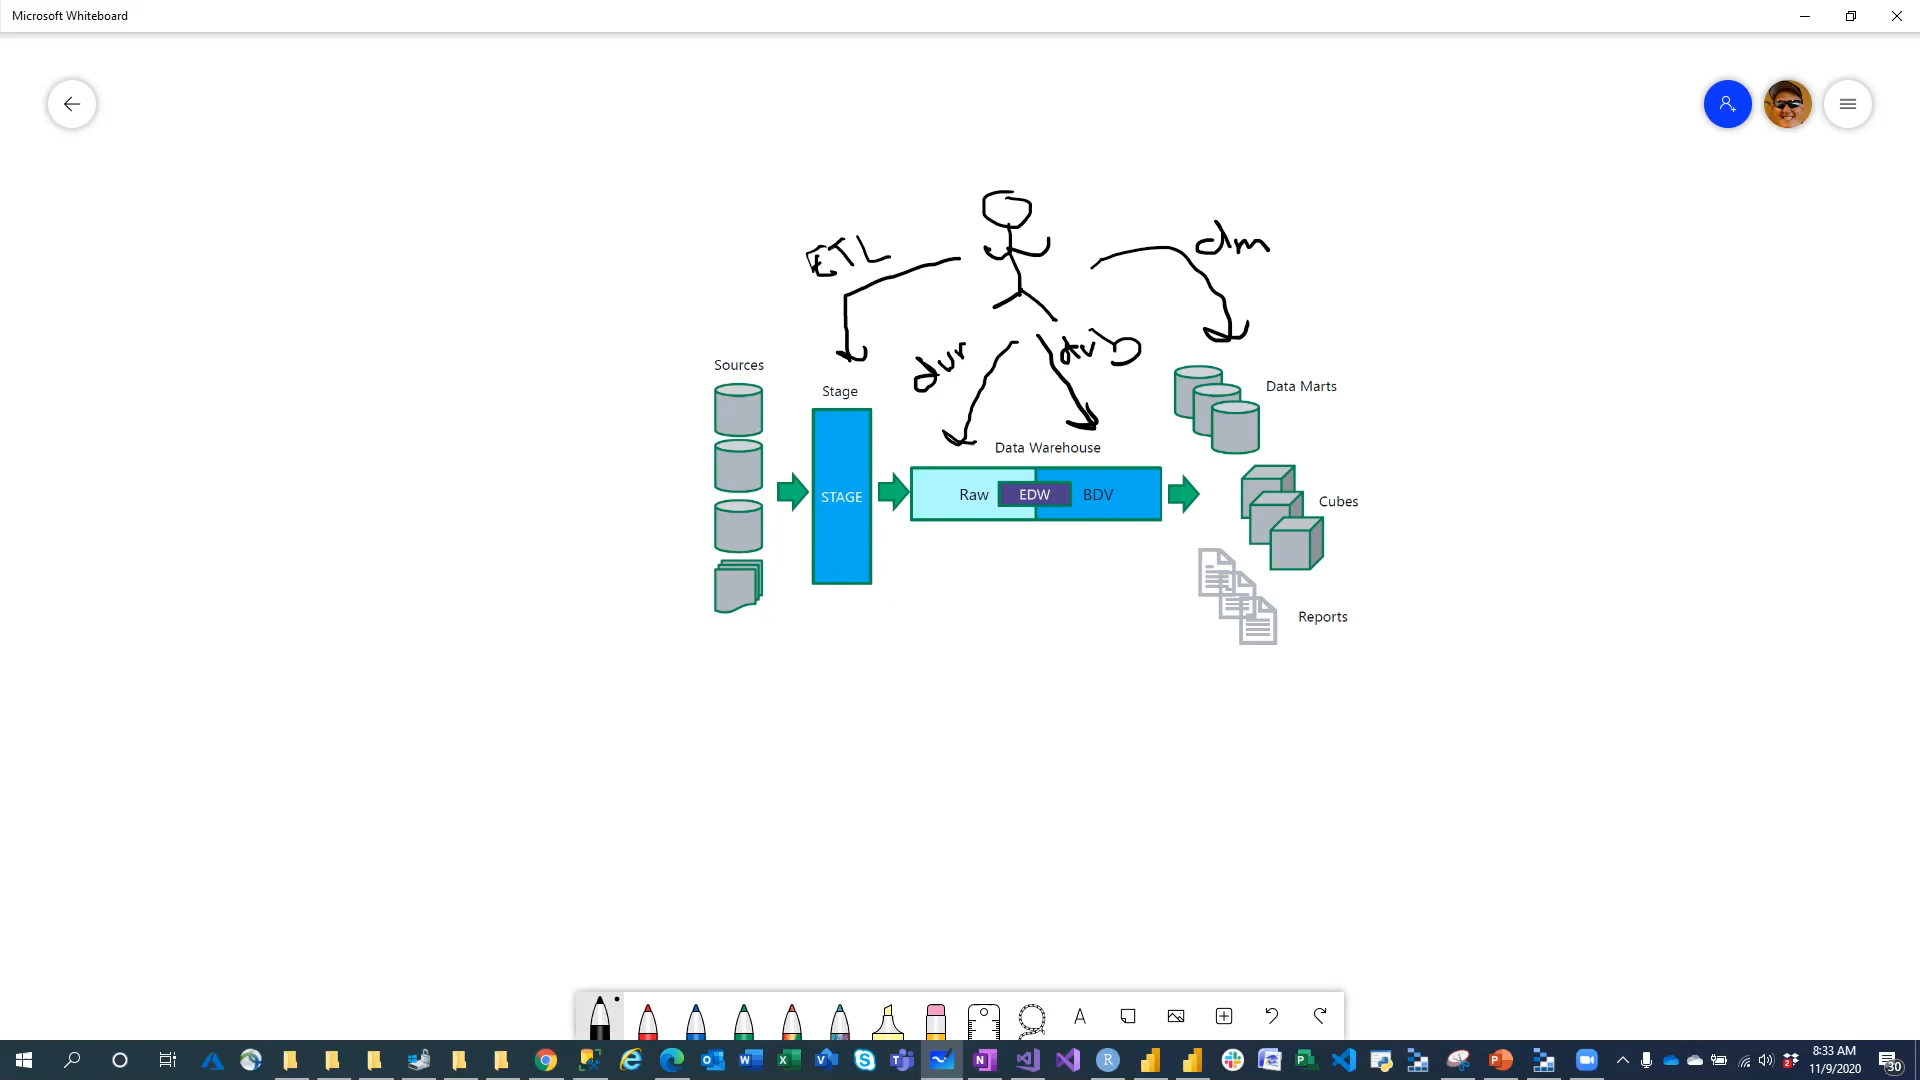 Microsoft Whiteboard
ETL
dm
dvr
dv
Sources
Stage
Data Marts
Data Warehouse
STAGE
Raw
EDW
BDV
Cubes
Reports
8:33 AM
11/9/2020
30